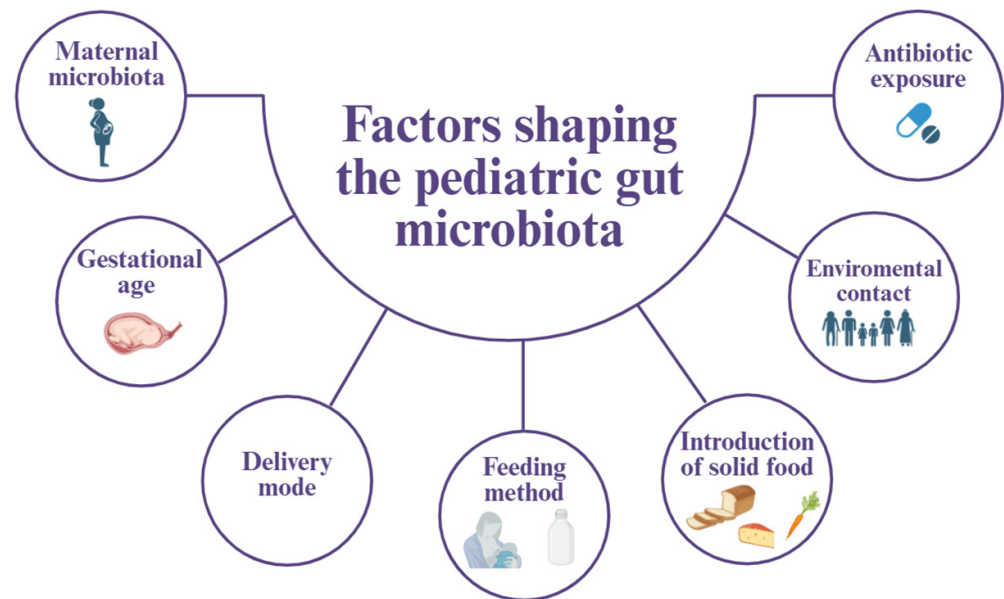 Factors shaping
the pediatric gut
microbiota
Maternal
microbiota
Gestational
age
Delivery
mode
Feeding
method
Introduction
of solid food
Enviromental
contact
Antibiotic
exposure